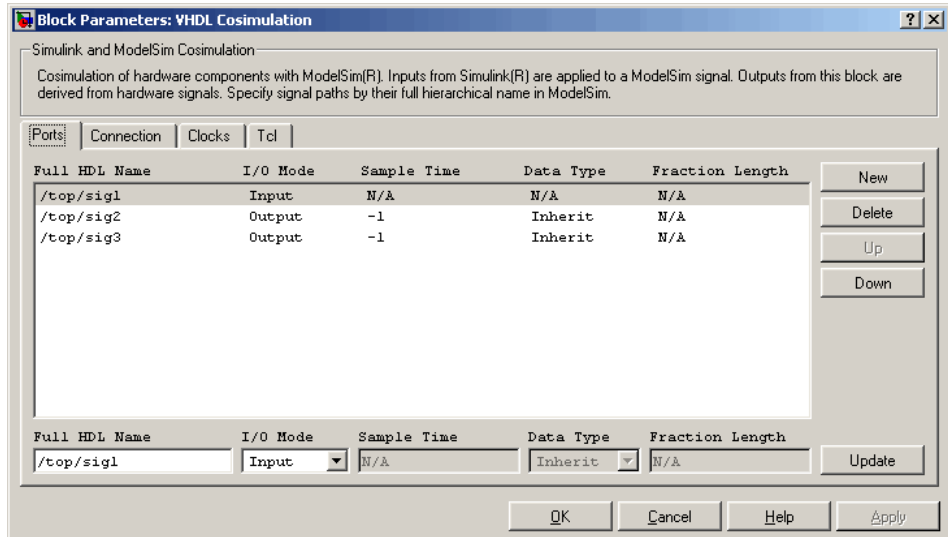 Block Parameters: VHDL Cosimulation
Simulink and ModelSim Cosimulation
Cosimulation of hardware components with ModelSim(R). Inputs from Simulink(R) are applied to a ModelSim signal. Outputs from this block are
derived from hardware signals. Specify signal paths by their full hierarchical name in ModelSim.
Ports Connection Clocks Tcl
Full HDL Name I/O Mode Sample Time Data Type Fraction Length
/top/sig1 Input N/A N/A N/A
/top/sig2 Output -1 Inherit N/A
/top/sig3 Output -1 Inherit N/A
New
Delete
Up
Down
Full HDL Name I/O Mode Sample Time Data Type Fraction Length
/top/sig1 Input N/A Inherit N/A Update
OK Cancel Help Apply